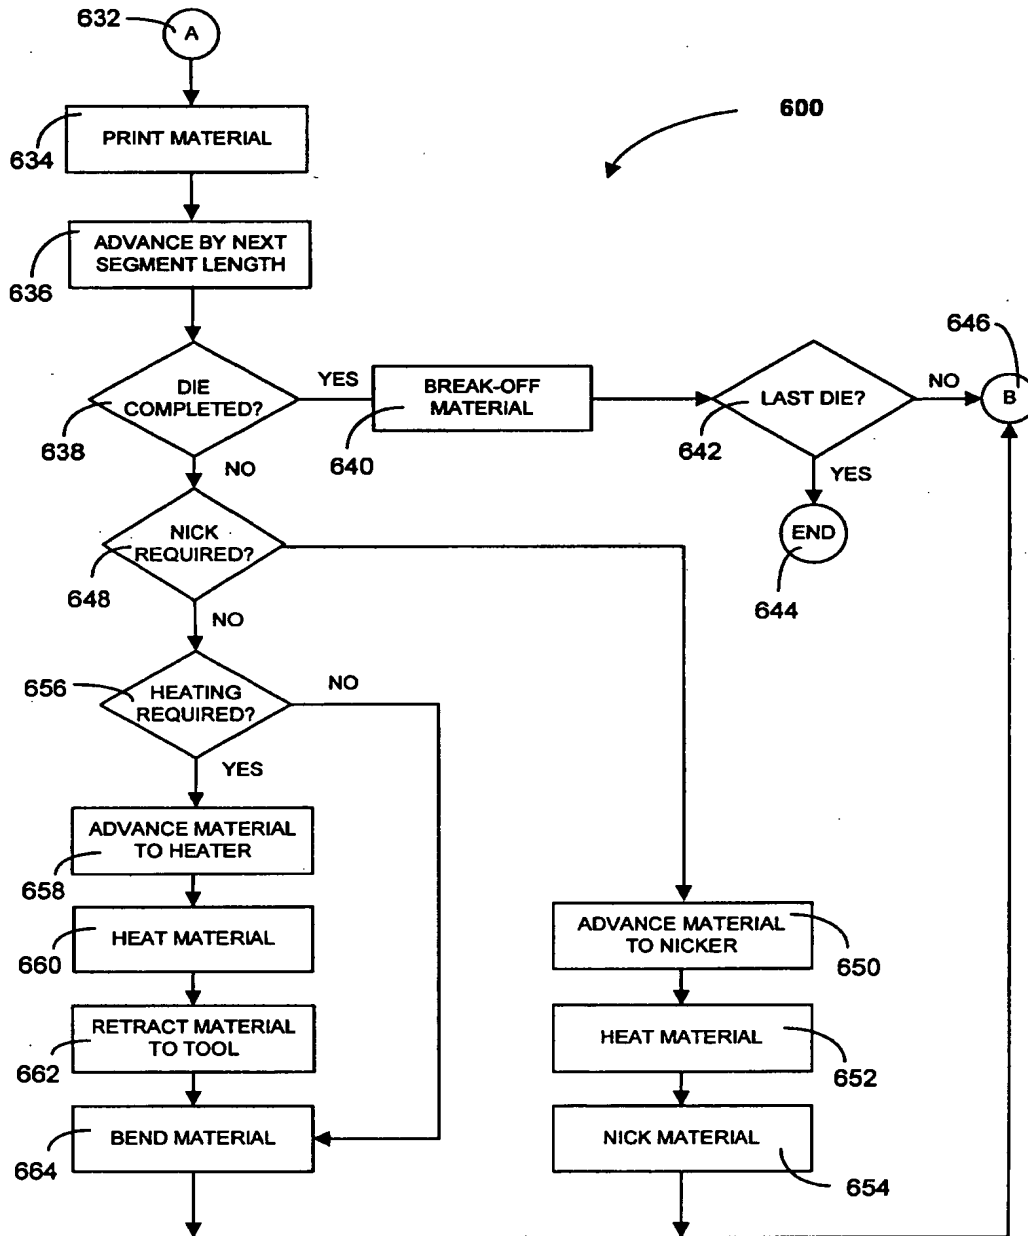 632
A
600
PRINT MATERIAL
634
ADVANCE BY NEXT
SEGMENT LENGTH
636
646
DIE
COMPLETED?
638
YES
BREAK-OFF
MATERIAL
640
LAST DIE?
642
NO
B
NO
YES
END
644
NICK
REQUIRED?
648
NO
656
HEATING
REQUIRED?
NO
YES
ADVANCE MATERIAL
TO HEATER
658
ADVANCE MATERIAL
TO NICKER
650
HEAT MATERIAL
660
RETRACT MATERIAL
TO TOOL
662
HEAT MATERIAL
652
BEND MATERIAL
664
NICK MATERIAL
654